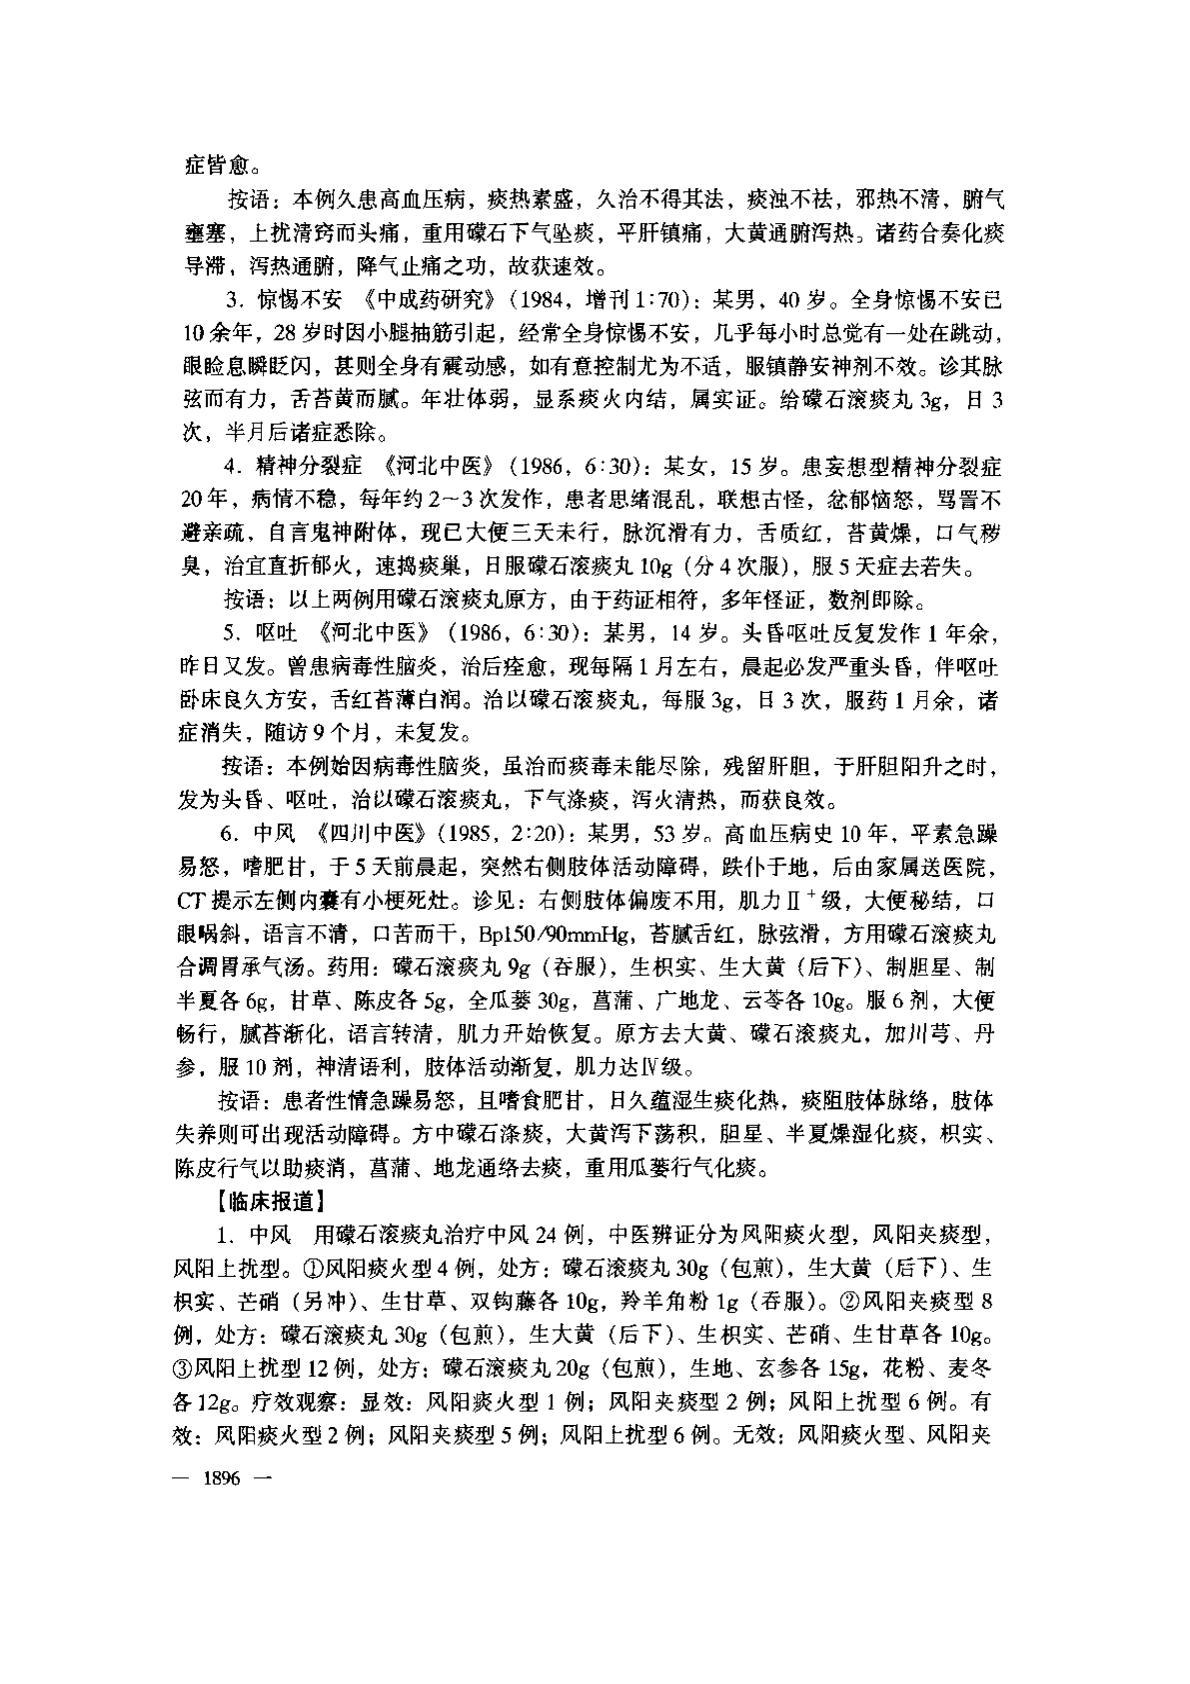 症皆愈。
按语：本例久患高血压病，痰热素盛，久治不得其法，痰浊不祛，邪热不清，腑气
壅塞，上扰清窍而头痛，重用礞石下气坠痰，平肝镇痛，大黄通腑泻热。诸药合奏化痰
导滞，泻热通腑，降气止痛之功，故获速效。
3．惊惕不安　《中成药研究》（1984，增刊1:70）：某男，40岁。全身惊惕不安已
10余年，28岁时因小腿抽筋引起，经常全身惊惕不安，几乎每小时总觉有一处在跳动，
眼睑息瞬眨闪，甚则全身有震动感，如有意控制尤为不适，服镇静安神剂不效。诊其脉
弦而有力，舌苔黄而腻。年壮体弱，显系痰火内结，属实证。给礞石滚痰丸3g，日3
次，半月后诸症悉除。
4．精神分裂症　《河北中医》（1986，6:30）：某女，15岁。患妄想型精神分裂症
20年，病情不稳，每年约2～3次发作，患者思绪混乱，联想古怪，忿郁恼怒，骂詈不
避亲疏，自言鬼神附体，现已大便三天未行，脉沉滑有力，舌质红，苔黄燥，口气秽
臭，治宜直折郁火，速捣痰巢，日服礞石滚痰丸10g（分4次服），服5天症去若失。
按语：以上两例用礞石滚痰丸原方，由于药证相符，多年怪证，数剂即除。
5．呕吐　《河北中医》（1986，6:30）：某男，14岁。头昏呕吐反复发作1年余，
昨日又发。曾患病毒性脑炎，治后痊愈，现每隔1月左右，晨起必发严重头昏，伴呕吐
卧床良久方安，舌红苔薄白润。治以礞石滚痰丸，每服3g，日3次，服药1月余，诸
症消失，随访9个月，未复发。
按语：本例始因病毒性脑炎，虽治而痰毒未能尽除，残留肝胆，于肝胆阳升之时，
发为头昏、呕吐，治以礞石滚痰丸，下气涤痰，泻火清热，而获良效。
6．中风　《四川中医》（1985，2:20）：某男，53岁。高血压病史10年，平素急躁
易怒，嗜肥甘，于5天前晨起，突然右侧肢体活动障碍，跌仆于地，后由家属送医院，
CT提示左侧内囊有小梗死灶。诊见：右侧肢体偏废不用，肌力Ⅱ⁺级，大便秘结，口
眼㖞斜，语言不清，口苦而干，Bp150/90mmHg，苔腻舌红，脉弦滑，方用礞石滚痰丸
合调胃承气汤。药用：礞石滚痰丸9g（吞服），生枳实、生大黄（后下）、制胆星、制
半夏各6g，甘草、陈皮各5g，全瓜蒌30g，菖蒲、广地龙、云苓各10g。服6剂，大便
畅行，腻苔渐化，语言转清，肌力开始恢复。原方去大黄、礞石滚痰丸，加川芎、丹
参，服10剂，神清语利，肢体活动渐复，肌力达Ⅳ级。
按语：患者性情急躁易怒，且嗜食肥甘，日久蕴湿生痰化热，痰阻肢体脉络，肢体
失养则可出现活动障碍。方中礞石涤痰，大黄泻下荡积，胆星、半夏燥湿化痰，枳实、
陈皮行气以助痰消，菖蒲、地龙通络去痰，重用瓜蒌行气化痰。
【临床报道】
1．中风　用礞石滚痰丸治疗中风24例，中医辨证分为风阳痰火型，风阳夹痰型，
风阳上扰型。①风阳痰火型4例，处方：礞石滚痰丸30g（包煎），生大黄（后下）、生
枳实、芒硝（另冲）、生甘草、双钩藤各10g，羚羊角粉1g（吞服）。②风阳夹痰型8
例，处方：礞石滚痰丸30g（包煎），生大黄（后下）、生枳实、芒硝、生甘草各10g。
③风阳上扰型12例，处方：礞石滚痰丸20g（包煎），生地、玄参各15g，花粉、麦冬
各12g。疗效观察：显效：风阳痰火型1例；风阳夹痰型2例；风阳上扰型6例。有
效：风阳痰火型2例；风阳夹痰型5例；风阳上扰型6例。无效：风阳痰火型、风阳夹
— 1896 —